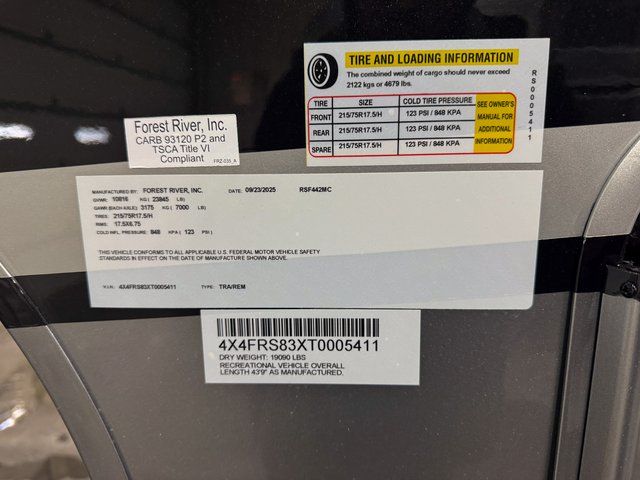 TIRE AND LOADING INFORMATION
The combined weight of cargo should never exceed
2122 kgs or 4679 lbs.
TIRE SIZE COLD TIRE PRESSURE
FRONT 215/75R17.5/H 123 PSI / 848 KPA
REAR 215/75R17.5/H 123 PSI / 848 KPA
SPARE 215/75R17.5/H 123 PSI / 848 KPA
SEE OWNER'S
MANUAL FOR
ADDITIONAL
INFORMATION
RS0005411
Forest River, Inc.
CARB 93120 P2 and
TSCA Title VI
Compliant
FRZ-035_A
MANUFACTURED BY: FOREST RIVER, INC. DATE: 09/23/2025 RSF442MC
GVWR: 10816 KG ( 23845 LB)
GAWR (EACH AXLE): 3175 KG ( 7000 LB)
TIRES: 215/75R17.5/H
RIMS: 17.5X6.75
COLD INFL. PRESSURE: 848 KPA ( 123 PSI )
THIS VEHICLE CONFORMS TO ALL APPLICABLE U.S. FEDERAL MOTOR VEHICLE SAFETY
STANDARDS IN EFFECT ON THE DATE OF MANUFACTURE SHOWN ABOVE.
V.I.N.: 4X4FRS83XT0005411 TYPE: TRA/REM
4X4FRS83XT0005411
DRY WEIGHT: 19090 LBS
RECREATIONAL VEHICLE OVERALL
LENGTH 43'9" AS MANUFACTURED.